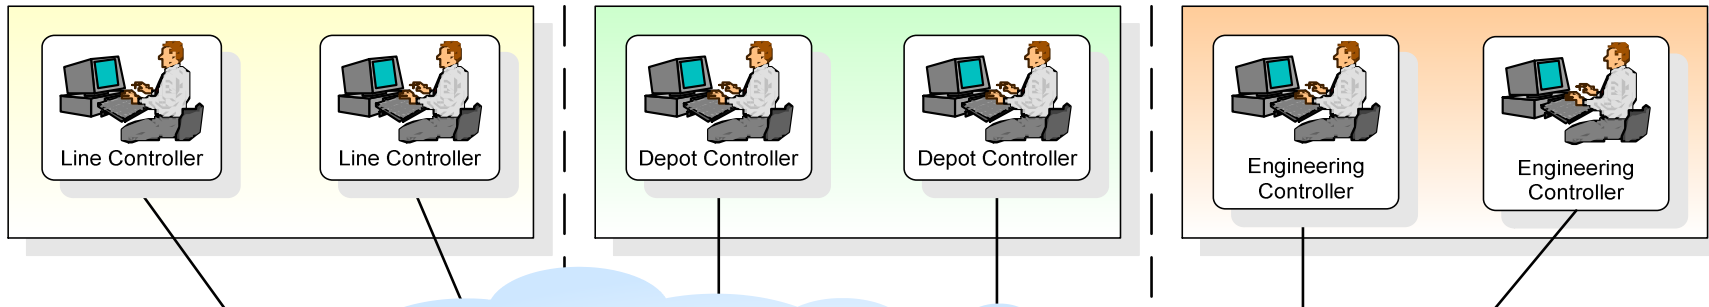 Line Controller
Line Controller
Depot Controller
Depot Controller
Engineering
Controller
Engineering
Controller